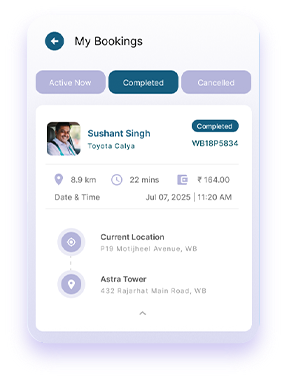 My Bookings
Active Now
Completed
Cancelled
Sushant Singh
Completed
Toyota Calya
WB18P5834
8.9 km
22 mins
₹ 164.00
Date & Time
Jul 07, 2025 | 11:20 AM
Current Location
P19 Motijheel Avenue, WB
Astra Tower
432 Rajarhat Main Road, WB